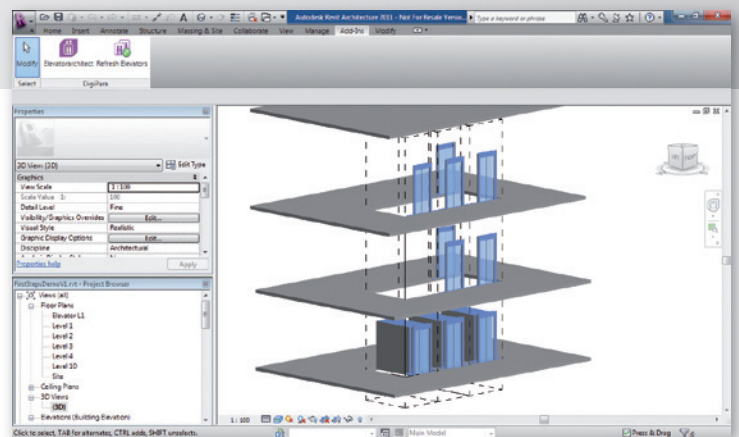 Autodesk Revit Architecture 2011 - Not For Resale Versio...
Type a keyword or phrase
Home Insert Annotate Structure Massing & Site Collaborate View Manage Add-Ins Modify
Modify Elevatorarchitect Refresh Elevators
Select DigiPara
Properties
3D View (3D) Edit Type
Graphics
View Scale 1 : 100
Scale Value 1: 100
Detail Level Fine
Visibility/Graphics Overrides Edit...
Visual Style Realistic
Graphic Display Options Edit...
Discipline Architectural
Properties help Apply
FirstStepsDemoV1.rvt - Project Browser
Views (all)
Floor Plans
Elevator L1
Level 1
Level 2
Level 3
Level 4
Level 10
Site
Ceiling Plans
3D Views
(3D)
Elevations (Building Elevation)
1 : 100
Click to select, TAB for alternates, CTRL adds, SHIFT unselects.
Main Model
Press & Drag